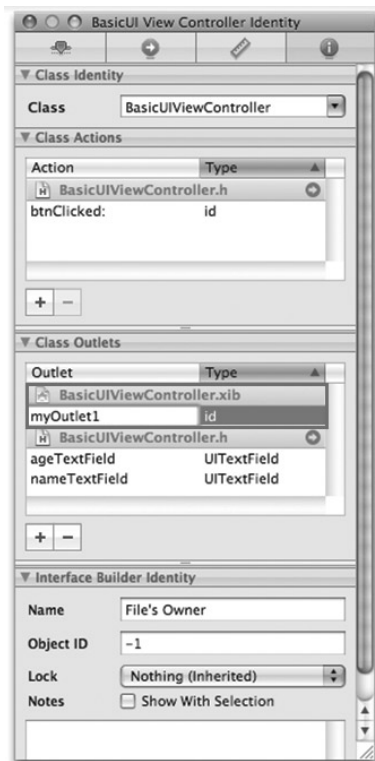 BasicUI View Controller Identity
Class Identity
Class BasicUIViewController
Class Actions
Action Type
BasicUIViewController.h
btnClicked: id
+ −
Class Outlets
Outlet Type
BasicUIViewController.xib
myOutlet1 id
BasicUIViewController.h
ageTextField UITextField
nameTextField UITextField
+ −
Interface Builder Identity
Name File's Owner
Object ID -1
Lock Nothing (Inherited)
Notes Show With Selection